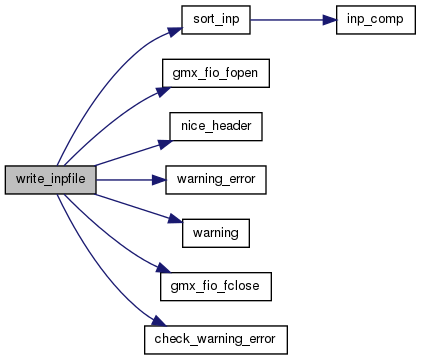 sort_inp
inp_comp
gmx_fio_fopen
nice_header
write_inpfile
warning_error
warning
gmx_fio_fclose
check_warning_error